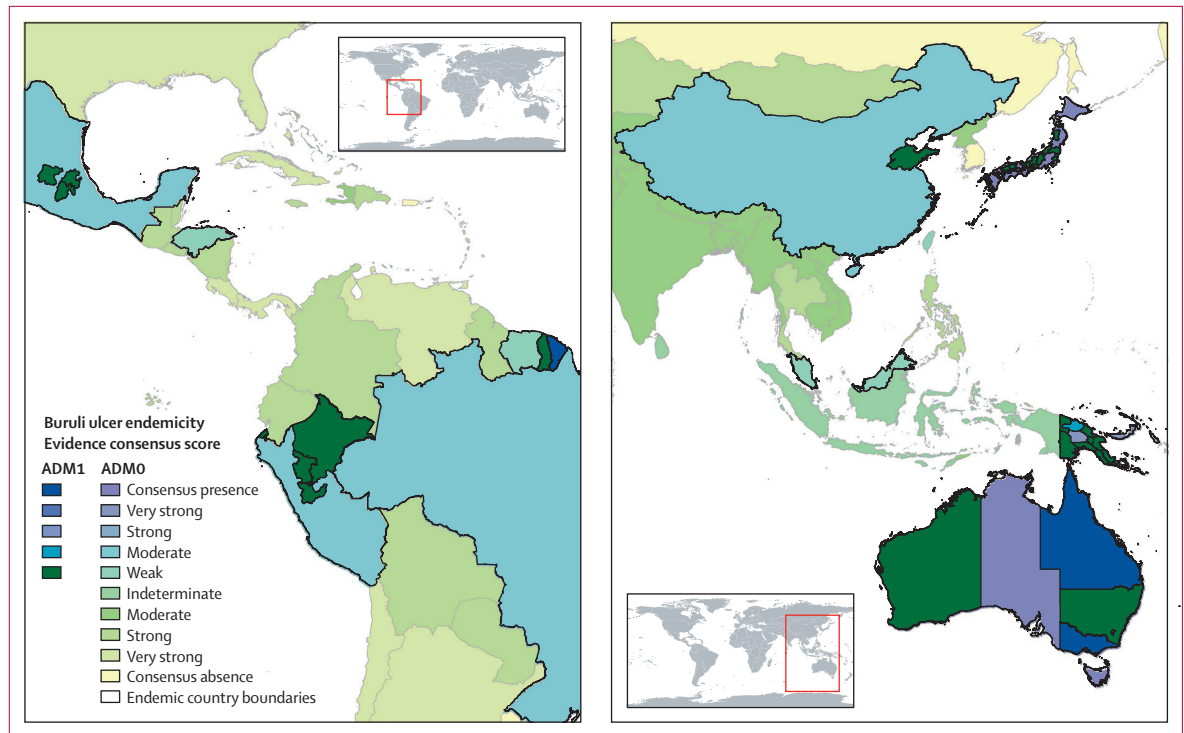 Buruli ulcer endemicity
Evidence consensus score
ADM1 ADM0
Consensus presence
Very strong
Strong
Moderate
Weak
Indeterminate
Moderate
Strong
Very strong
Consensus absence
Endemic country boundaries